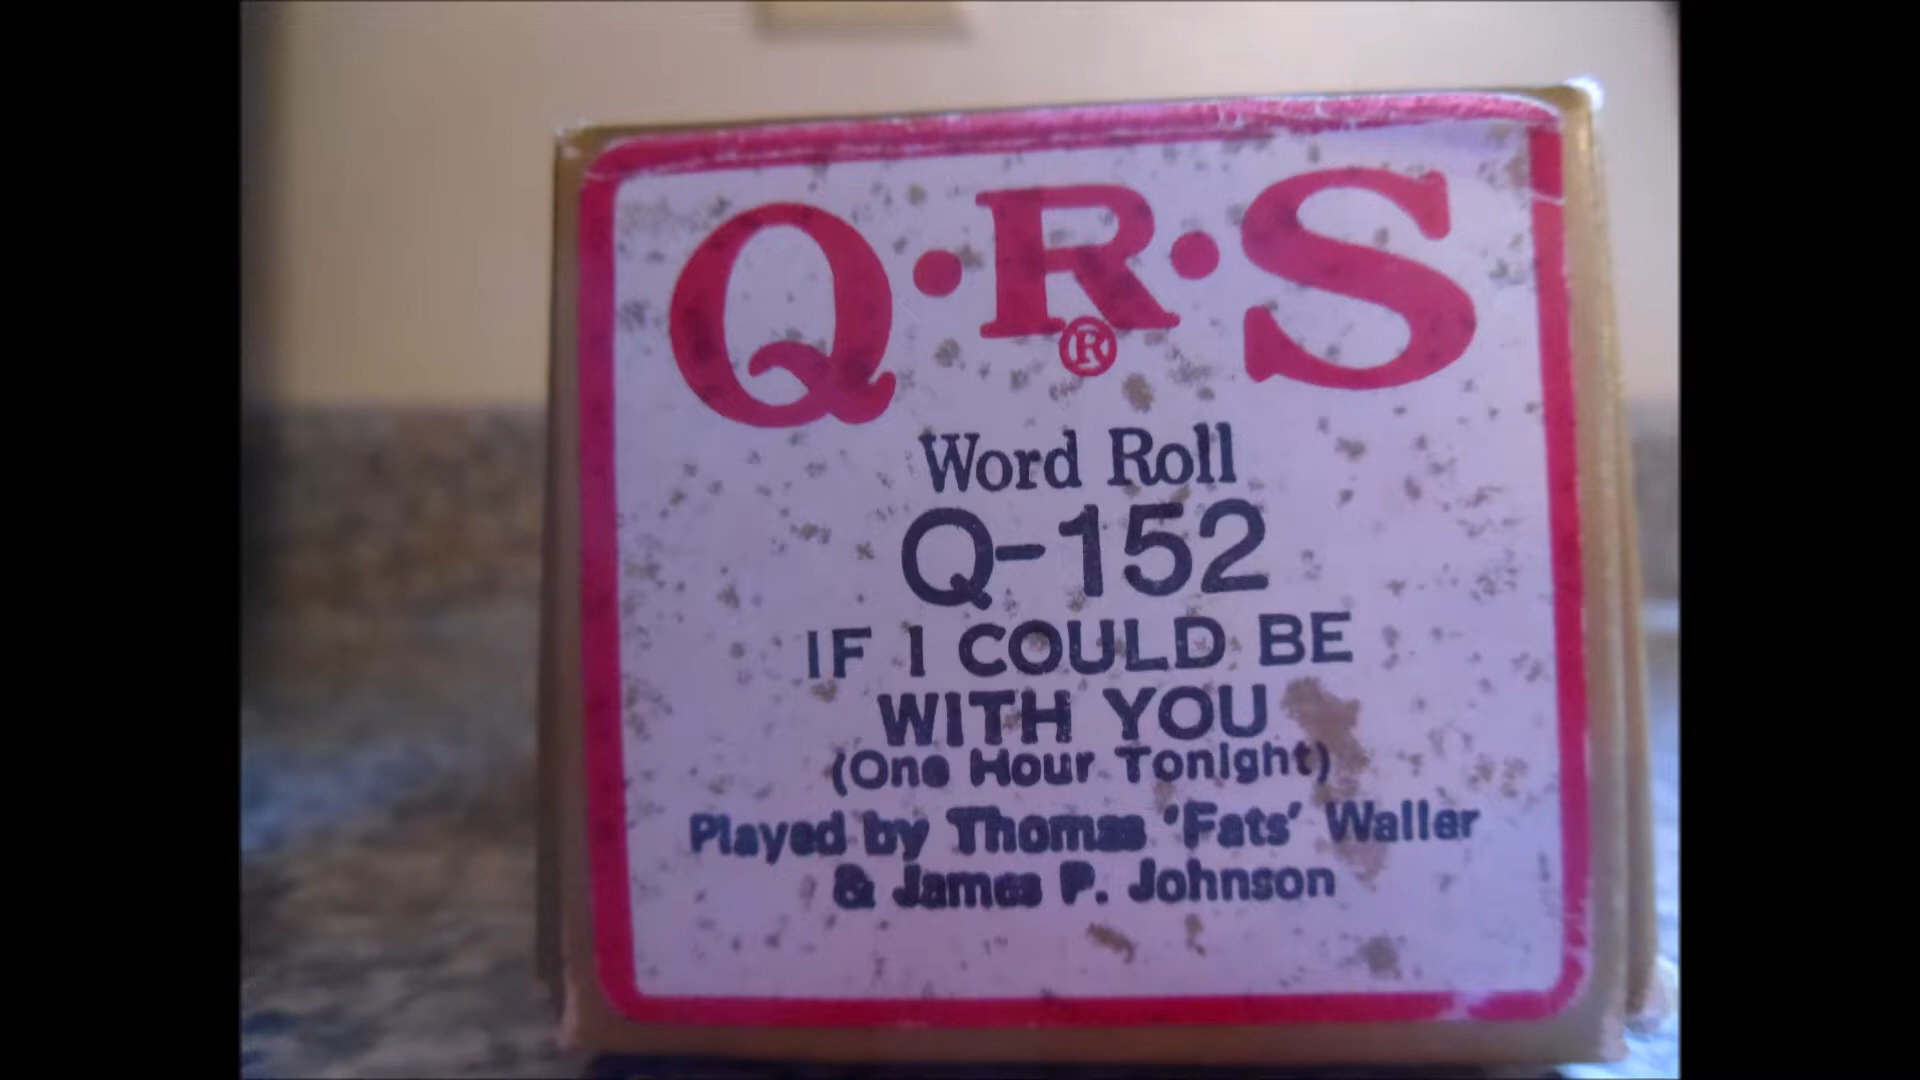 Q·R·S
®
Word Roll
Q-152
IF I COULD BE
WITH YOU
(One Hour Tonight)
Played by Thomas 'Fats' Waller
& James P. Johnson